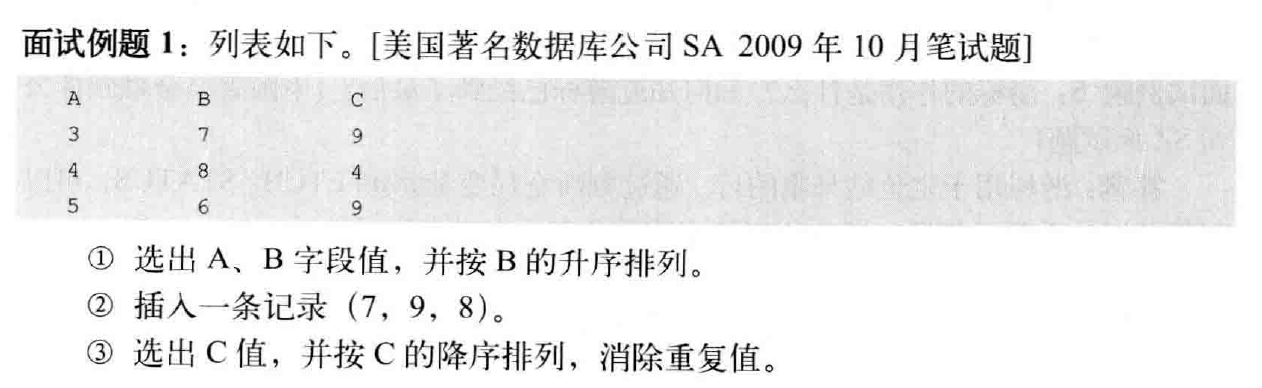 面试例题 1：列表如下。[美国著名数据库公司 SA 2009 年 10 月笔试题]
A B C
3 7 9
4 8 4
5 6 9
① 选出 A、B 字段值，并按 B 的升序排列。
② 插入一条记录（7，9，8）。
③ 选出 C 值，并按 C 的降序排列，消除重复值。